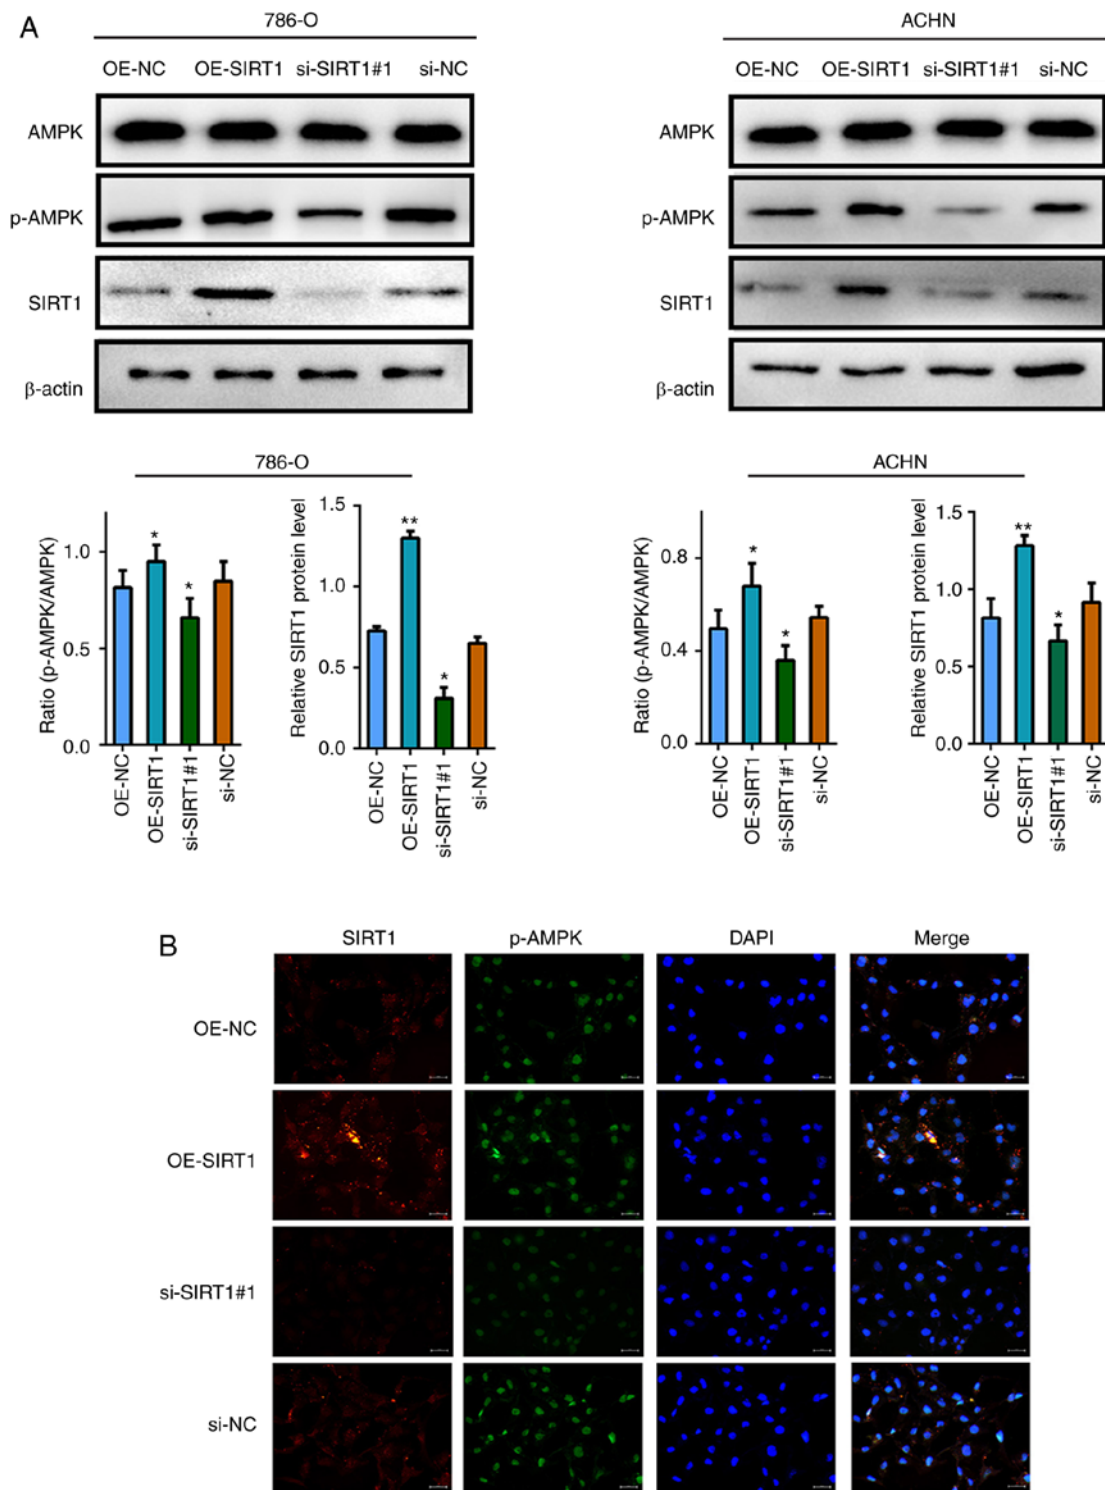 A
786-O
ACHN
OE-NC OE-SIRT1 si-SIRT1#1 si-NC
OE-NC OE-SIRT1 si-SIRT1#1 si-NC
AMPK
AMPK
p-AMPK
p-AMPK
SIRT1
SIRT1
β-actin
β-actin
786-O
ACHN
Ratio (p-AMPK/AMPK)
1.0
0.5
0.0
*
*
OE-NC
OE-SIRT1
si-SIRT1#1
si-NC
Relative SIRT1 protein level
1.5
1.0
0.5
0.0
**
*
OE-NC
OE-SIRT1
si-SIRT1#1
si-NC
Ratio (p-AMPK/AMPK)
0.8
0.4
0.0
*
*
OE-NC
OE-SIRT1
si-SIRT1#1
si-NC
Relative SIRT1 protein level
1.5
1.0
0.5
0.0
**
*
OE-NC
OE-SIRT1
si-SIRT1#1
si-NC
B
SIRT1 p-AMPK DAPI Merge
OE-NC
OE-SIRT1
si-SIRT1#1
si-NC